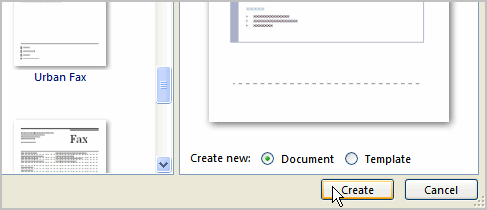 Urban Fax
Fax
Create new: Document Template
Create Cancel